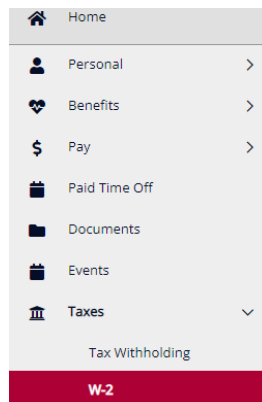 Home
Personal
Benefits
Pay
Paid Time Off
Documents
Events
Taxes
Tax Withholding
W-2